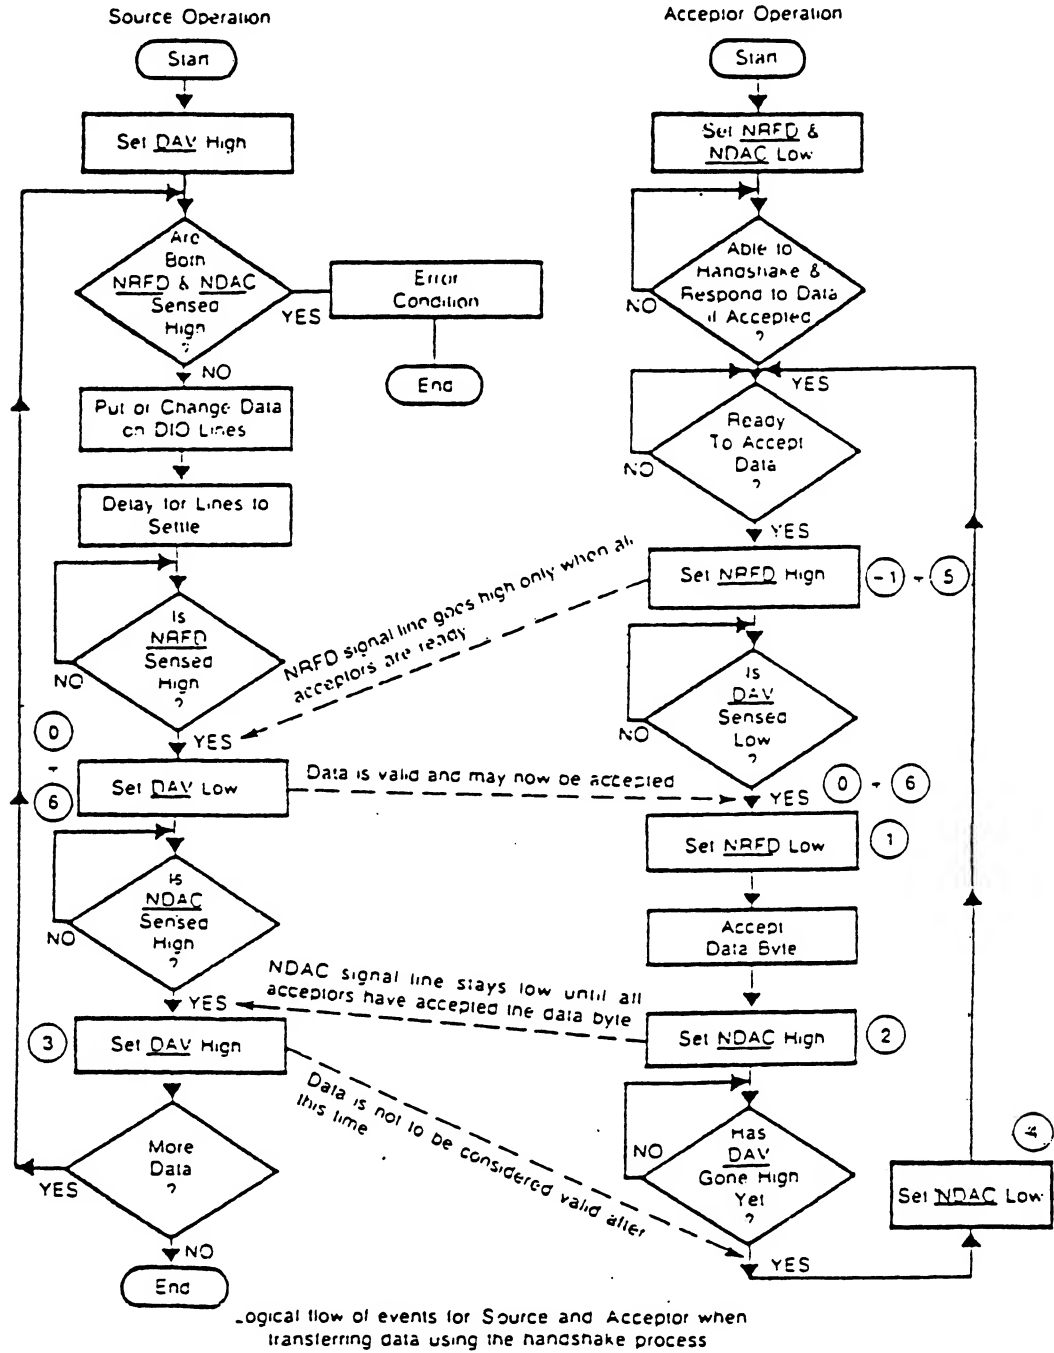 Source Operation
Start
Set DAV High
Are
Both
NRFD & NDAC
Sensed
High
?
YES
Error
Condition
End
NO
Put or Change Data
on DIO Lines
Delay for Lines to
Settle
Is
NRFD
Sensed
High
?
NO
YES
0
-
6
Set DAV Low
Is
NDAC
Sensed
High
?
NO
YES
3
Set DAV High
More
Data
?
YES
NO
End
NRFD signal line goes high only when all
acceptors are ready
Data is valid and may now be accepted
NDAC signal line stays low until all
acceptors have accepted the data byte
Data is not to be considered valid after
this time
Acceptor Operation
Start
Set NRFD &
NDAC Low
Able to
Handshake &
Respond to Data
if Accepted
?
NO
YES
Ready
To Accept
Data
?
NO
YES
Set NRFD High
-1 - 5
Is
DAV
Sensed
Low
?
NO
YES
0 - 6
Set NRFD Low
1
Accept
Data Byte
Set NDAC High
2
Has
DAV
Gone High
Yet
?
NO
YES
4
Set NDAC Low
Logical flow of events for Source and Acceptor when
transferring data using the handshake process